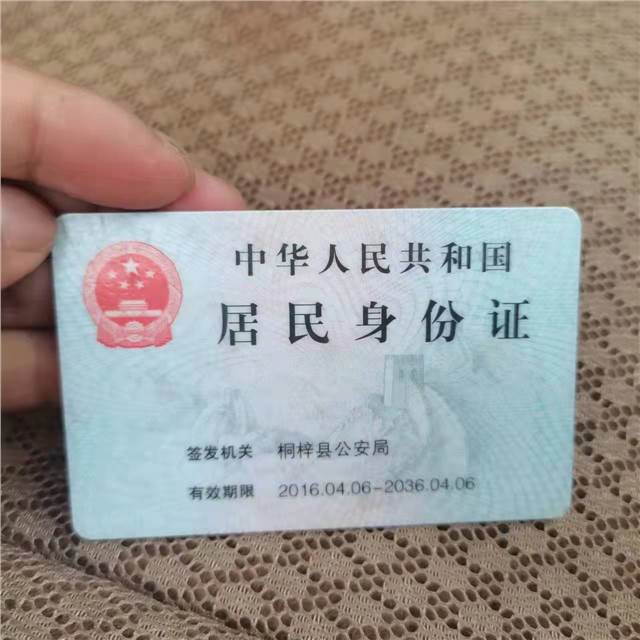 中华人民共和国
居民身份证
签发机关 桐梓县公安局
有效期限 2016.04.06-2036.04.06